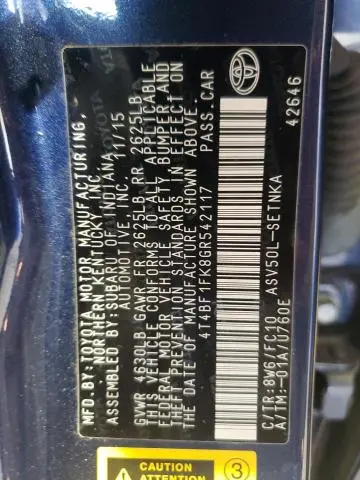 MFD. BY: TOYOTA MOTOR MANUFACTURING,
NORTHERN KENTUCKY INC.
ASSEMBLED BY: SUBARU OF INDIANA
AUTOMOTIVE, INC. 11/15
GVWR 4630LB GAWR FR 2625LB RR 2625LB
THIS VEHICLE CONFORMS TO ALL APPLICABLE
FEDERAL MOTOR VEHICLE SAFETY, BUMPER AND
THEFT PREVENTION STANDARDS IN EFFECT ON
THE DATE OF MANUFACTURE SHOWN ABOVE.
4T4BF1FK8GR542117 PASS.CAR
C/TR:8W6/FC10 ASV50L-SETNKA
A/TM:-01A/U760E 42646
TOYOTA
CAUTION
ATTENTION
3